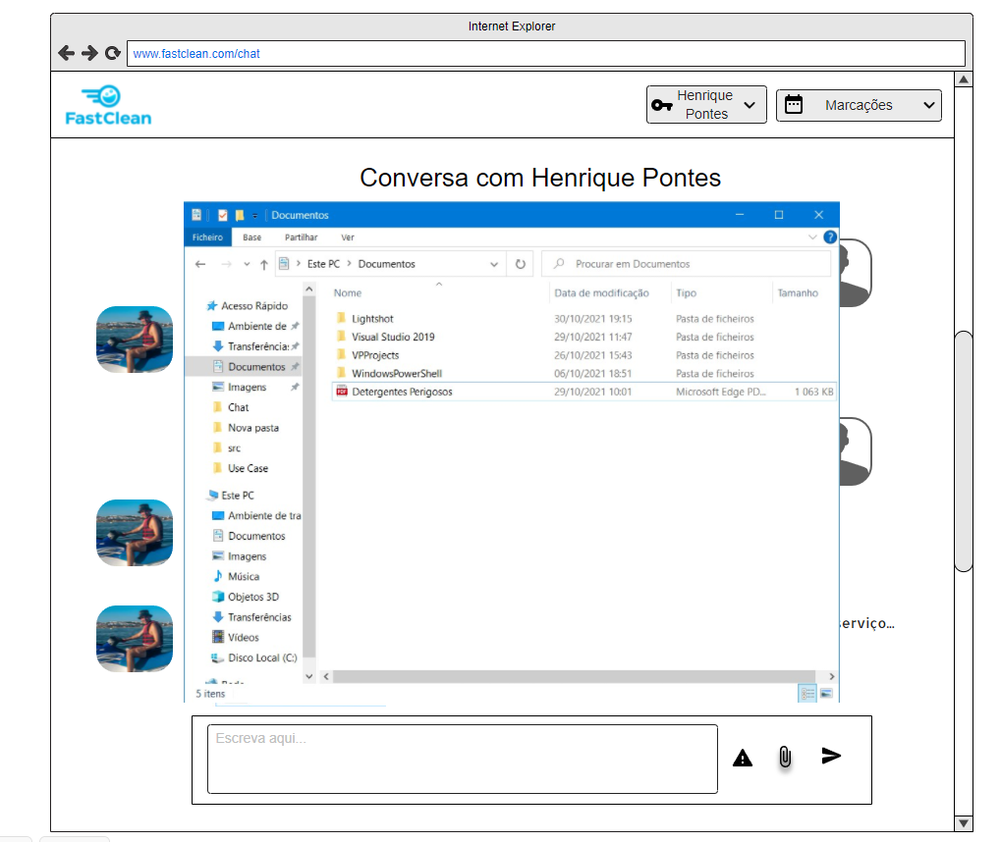 Internet Explorer
www.fastclean.com/chat
FastClean
Henrique
Pontes
Marcações
Conversa com Henrique Pontes
Documentos
Ficheiro Base Partilhar Ver
Este PC Documentos
Procurar em Documentos
Nome Data de modificação Tipo Tamanho
Lightshot 30/10/2021 19:15 Pasta de ficheiros
Visual Studio 2019 29/10/2021 11:47 Pasta de ficheiros
VPProjects 26/10/2021 15:43 Pasta de ficheiros
WindowsPowerShell 06/10/2021 18:51 Pasta de ficheiros
PDF Detergentes Perigosos 29/10/2021 10:01 Microsoft Edge PD... 1 063 KB
Acesso Rápido
Ambiente de
Transferência:
Documentos
Imagens
Chat
Nova pasta
src
Use Case
Este PC
Ambiente de tra
Documentos
Imagens
Música
Objetos 3D
Transferências
Vídeos
Disco Local (C:)
5 itens
erviço...
Escreva aqui...